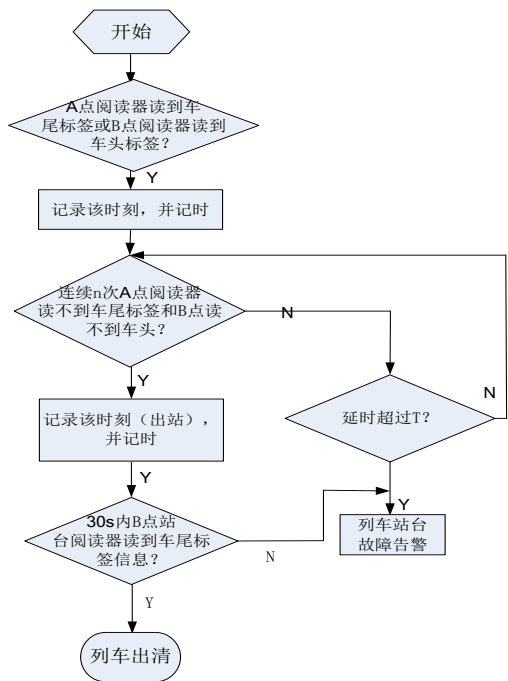 开始
A点阅读器读到车
尾标签或B点阅读器读到
车头标签？
Y
记录该时刻，并记时
连续n次A点阅读器
读不到车尾标签和B点读
不到车头？
N
Y
N
延时超过T？
记录该时刻（出站），
并记时
Y
Y
列车站台
故障告警
30s内B点站
台阅读器读到车尾标
签信息？
N
Y
列车出清